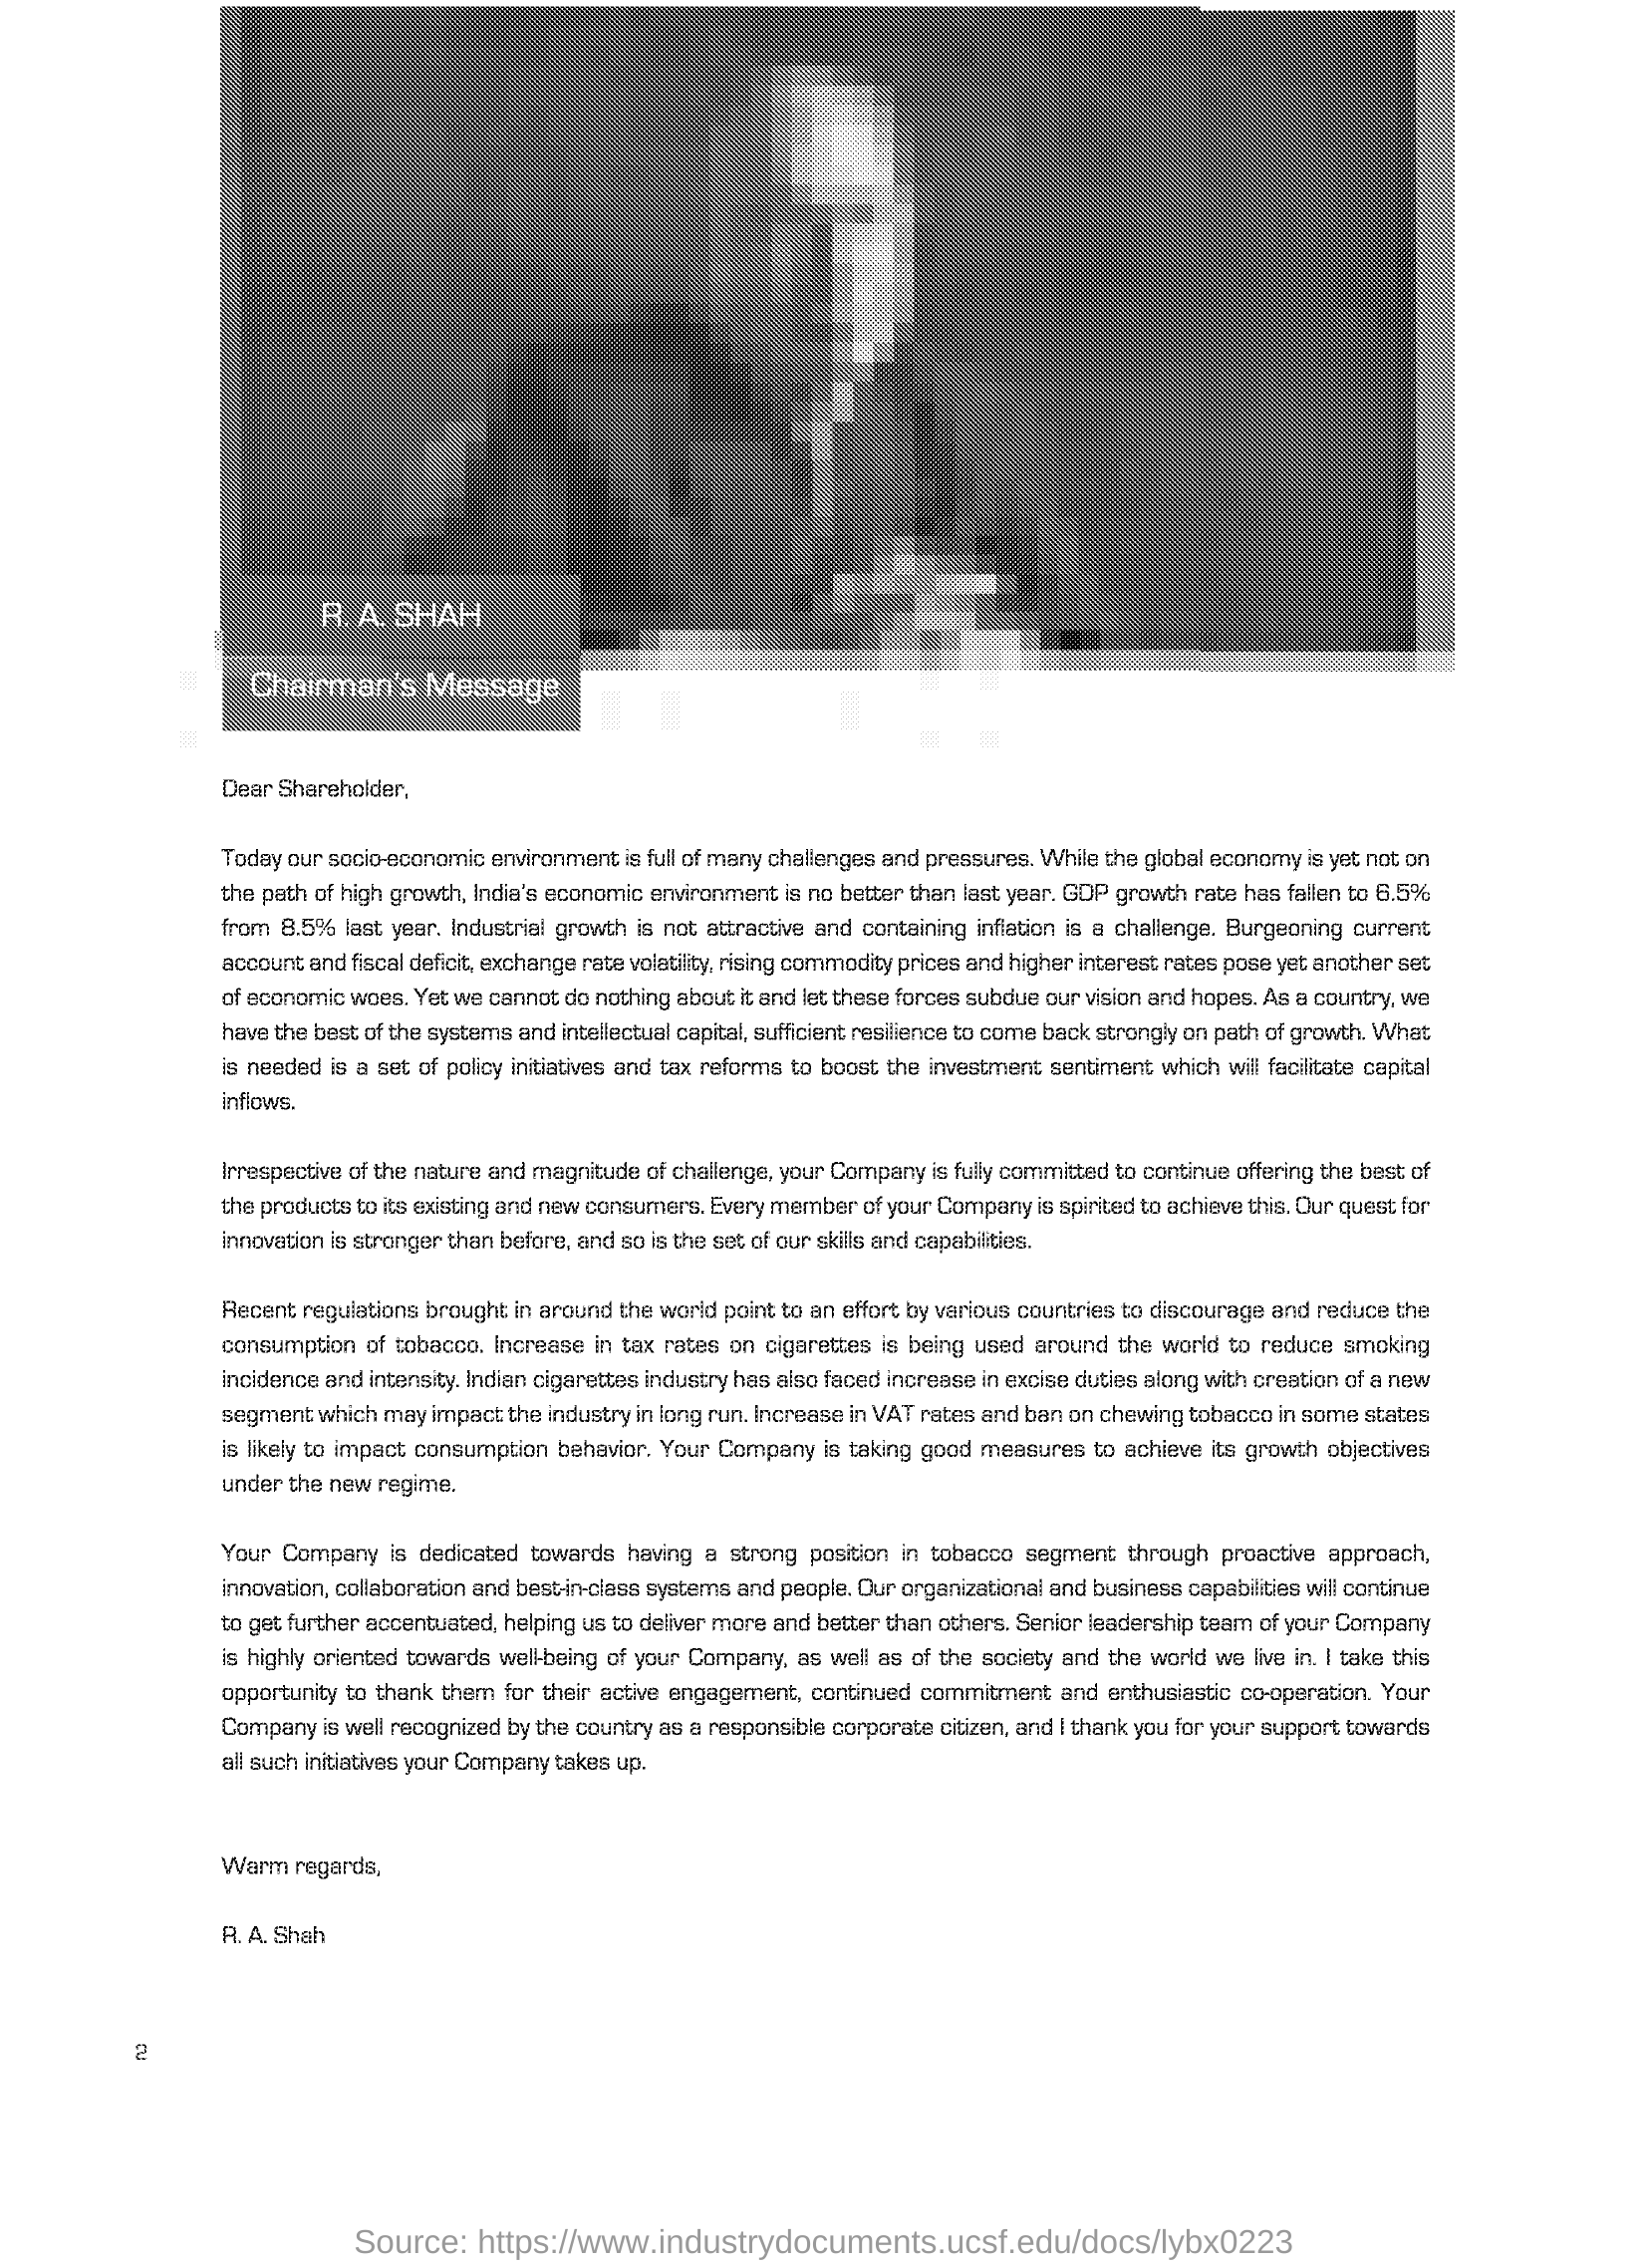 R. A. SHAH
Chairman's Message
Dear Shareholder,
Today our socio-economic environment is full of many challenges and pressures. While the global economy is yet not on
the path of high growth, India's economic environment is no better than last year. GDP growth rate has fallen to 6.5%
from 8.5% last year. Industrial growth is not attractive and containing inflation is a challenge. Burgeoning current
account and fiscal deficit, exchange rate volatility, rising commodity prices and higher interest rates pose yet another set
of economic woes. Yet we cannot do nothing about it and let these forces subdue our vision and hopes. As a country, we
have the best of the systems and intellectual capital, sufficient resilience to come back strongly on path of growth. What
is needed is a set of policy initiatives and tax reforms to boost the investment sentiment which will facilitate capital
inflows.
Irrespective of the nature and magnitude of challenge, your Company is fully committed to continue offering the best of
the products to its existing and new consumers. Every member of your Company is spirited to achieve this. Our quest for
innovation is stronger than before, and so is the set of our skills and capabilities.
Recent regulations brought in around the world point to an effort by various countries to discourage and reduce the
consumption of tobacco. Increase in tax rates on cigarettes is being used around the world to reduce smoking
incidence and intensity. Indian cigarettes industry has also faced increase in excise duties along with creation of a new
segment which may impact the industry in long run. Increase in VAT rates and ban on chewing tobacco in some states
is likely to impact consumption behavior. Your Company is taking good measures to achieve its growth objectives
under the new regime.
Your Company is dedicated towards having a strong position in tobacco segment through proactive approach,
innovation, collaboration and best-in-class systems and people. Our organizational and business capabilities will continue
to get further accentuated, helping us to deliver more and better than others. Senior leadership team of your Company
is highly oriented towards well-being of your Company, as well as of the society and the world we live in. I take this
opportunity to thank them for their active engagement, continued commitment and enthusiastic co-operation. Your
Company is well recognized by the country as a responsible corporate citizen, and I thank you for your support towards
all such initiatives your Company takes up.
Warm regards,
R. A. Shah
2
Source: https://www.industrydocuments.ucsf.edu/docs/lybx0223